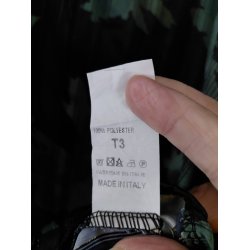 100% POLYESTER
T3
MADE IN ITALY